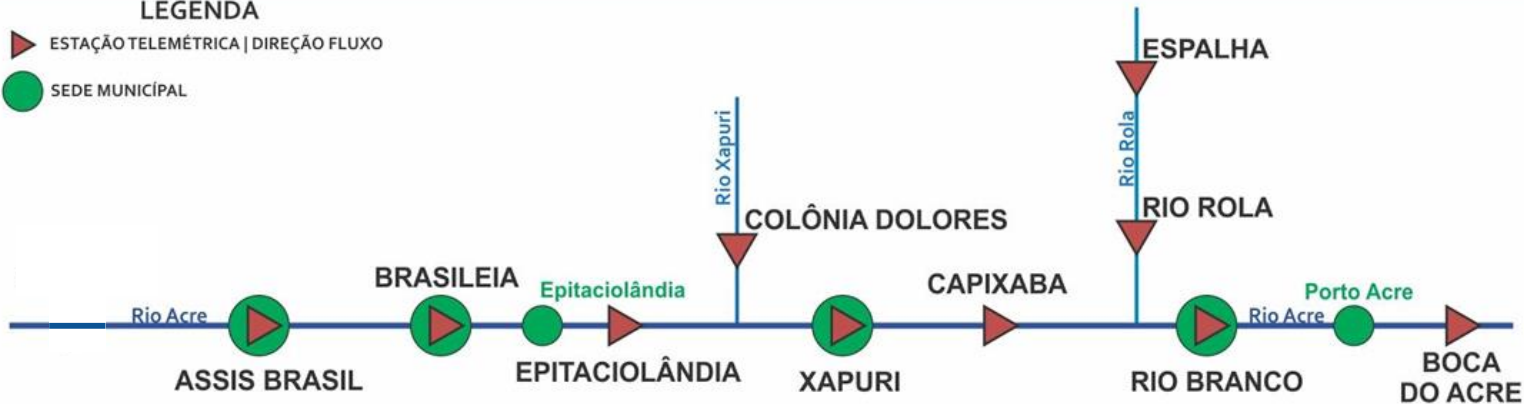 LEGENDA
ESTAÇÃO TELEMÉTRICA | DIREÇÃO FLUXO
SEDE MUNICÍPAL
ESPALHA
Rio Xapuri
Rio Rola
COLÔNIA DOLORES
RIO ROLA
BRASILEIA
Epitaciolândia
CAPIXABA
Porto Acre
Rio Acre
Rio Acre
ASSIS BRASIL
EPITACIOLÂNDIA
XAPURI
RIO BRANCO
BOCA
DO ACRE